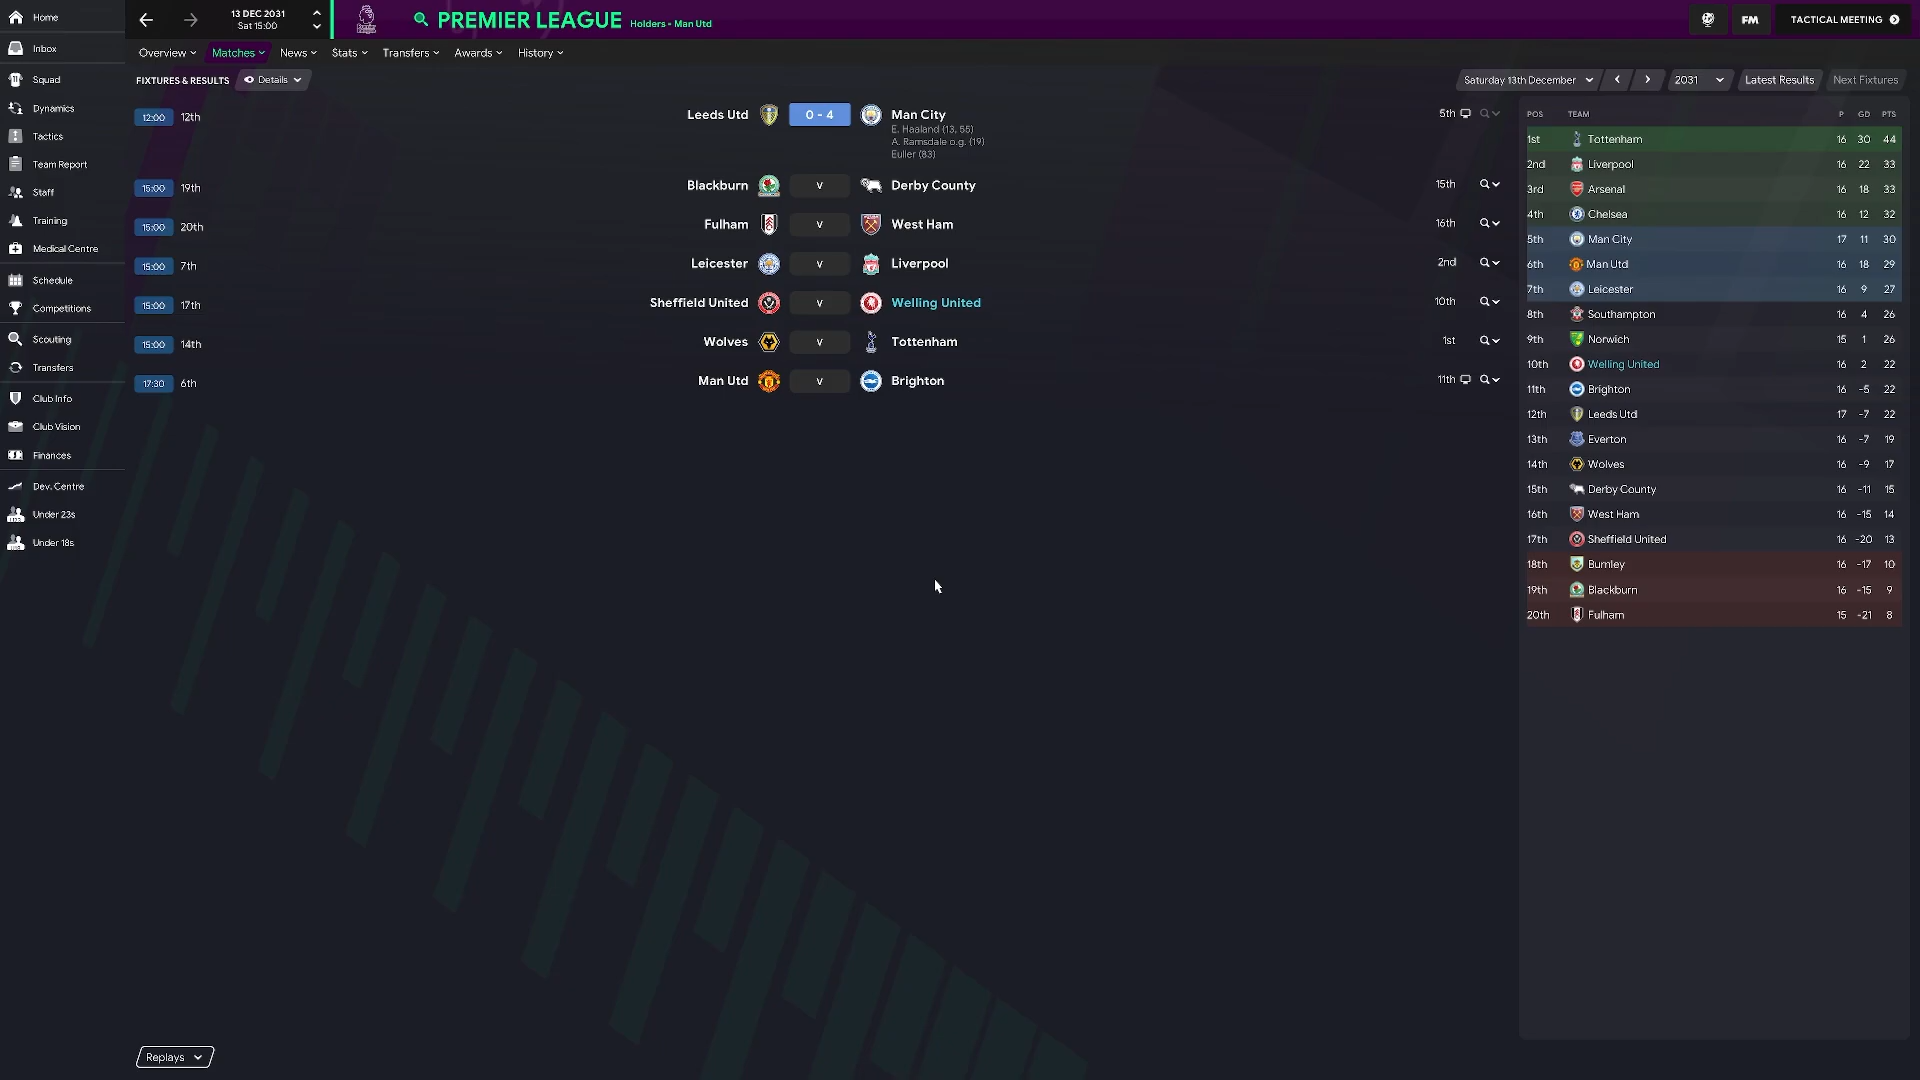 Home
Inbox
Squad
Dynamics
Tactics
Team Report
Staff
Training
Medical Centre
Schedule
Competitions
Scouting
Transfers
Club Info
Club Vision
Finances
Dev. Centre
Under 23s
Under 18s
13 DEC 2031
Sat 15:00
PREMIER LEAGUE Holders - Man Utd
FM
TACTICAL MEETING
Overview Matches News Stats Transfers Awards History
FIXTURES & RESULTS Details
Saturday 13th December 2031 Latest Results Next Fixtures
12:00 12th Leeds Utd 0 - 4 Man City 5th
E. Haaland (13, 55)
A. Ramsdale o.g. (19)
Euller (83)
15:00 19th Blackburn v Derby County 15th
15:00 20th Fulham v West Ham 16th
15:00 7th Leicester v Liverpool 2nd
15:00 17th Sheffield United v Welling United 10th
15:00 14th Wolves v Tottenham 1st
17:30 6th Man Utd v Brighton 11th
POS TEAM P GD PTS
1st Tottenham 16 30 44
2nd Liverpool 16 22 33
3rd Arsenal 16 18 33
4th Chelsea 16 12 32
5th Man City 17 11 30
6th Man Utd 16 18 29
7th Leicester 16 9 27
8th Southampton 16 4 26
9th Norwich 15 1 26
10th Welling United 16 2 22
11th Brighton 16 -5 22
12th Leeds Utd 17 -7 22
13th Everton 16 -7 19
14th Wolves 16 -9 17
15th Derby County 16 -11 15
16th West Ham 16 -15 14
17th Sheffield United 16 -20 13
18th Burnley 16 -17 10
19th Blackburn 16 -15 9
20th Fulham 15 -21 8
Replays